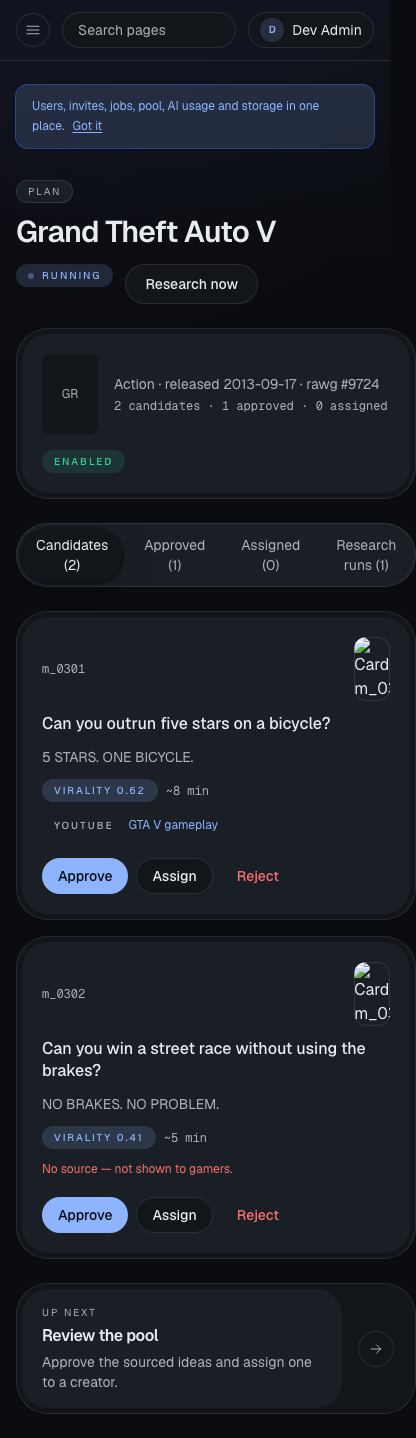 Search pages
D
Dev Admin
Users, invites, jobs, pool, AI usage and storage in one
place. Got it
PLAN
Grand Theft Auto V
RUNNING
Research now
GR
Action · released 2013-09-17 · rawg #9724
2 candidates · 1 approved · 0 assigned
ENABLED
Candidates
(2)
Approved
(1)
Assigned
(0)
Research
runs (1)
m_0301
Card
Can you outrun five stars on a bicycle?
5 STARS. ONE BICYCLE.
VIRALITY 0.62 ~8 min
YOUTUBE GTA V gameplay
Approve Assign Reject
m_0302
Card
Can you win a street race without using the
brakes?
NO BRAKES. NO PROBLEM.
VIRALITY 0.41 ~5 min
No source — not shown to gamers.
Approve Assign Reject
UP NEXT
Review the pool
Approve the sourced ideas and assign one
to a creator.